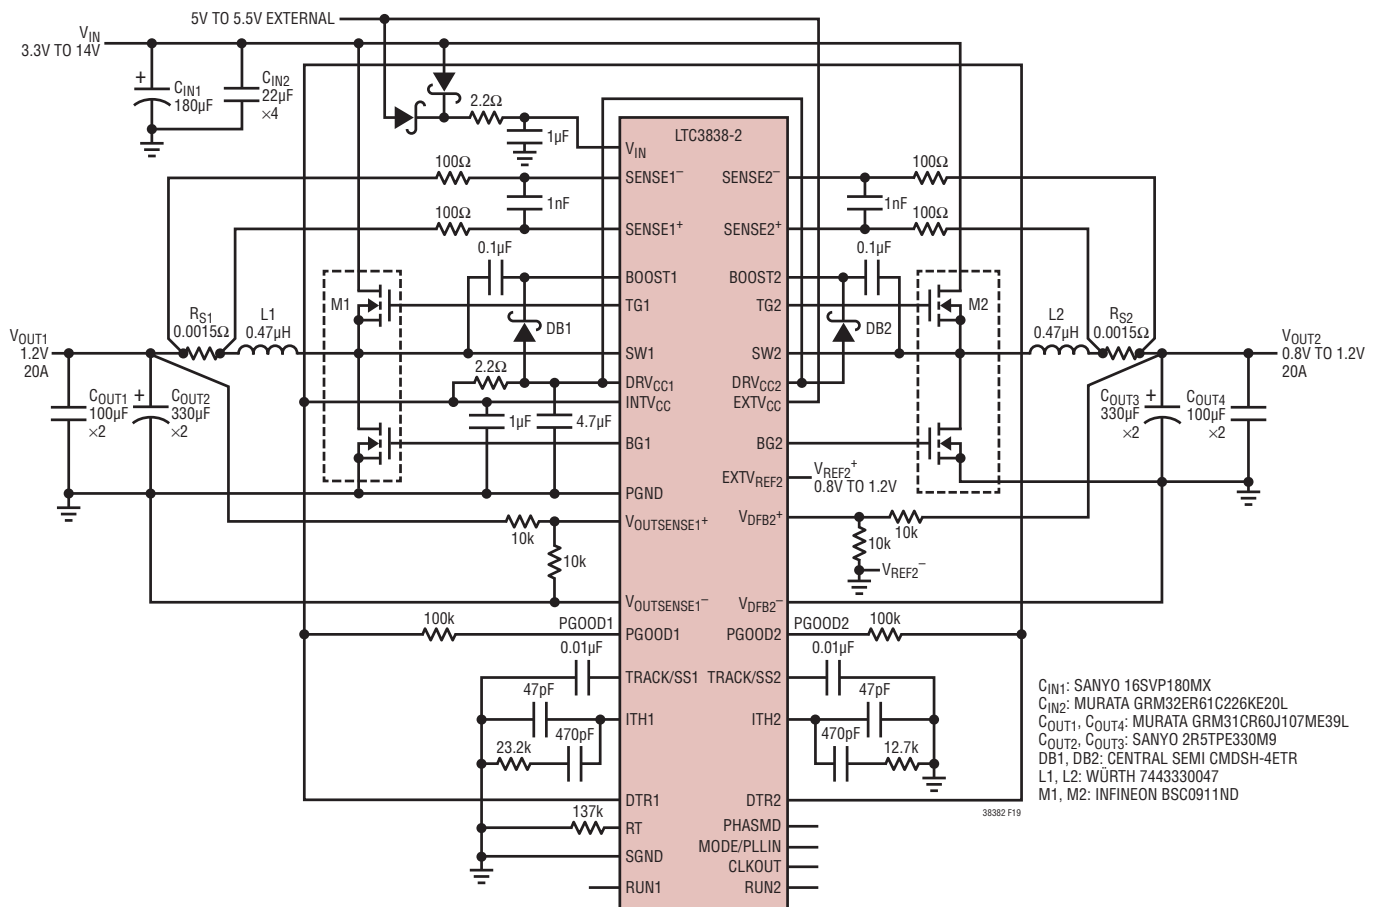 5V TO 5.5V EXTERNAL
VIN
3.3V TO 14V
CIN1
180µF
+
CIN2
22µF
×4
2.2Ω
1µF
LTC3838-2
VIN
100Ω
SENSE1–
SENSE2–
100Ω
1nF
1nF
100Ω
SENSE1+
SENSE2+
100Ω
0.1µF
0.1µF
BOOST1
BOOST2
M1
TG1
TG2
M2
RS1
0.0015Ω
L1
0.47µH
DB1
DB2
L2
0.47µH
RS2
0.0015Ω
VOUT1
1.2V
20A
SW1
SW2
VOUT2
0.8V TO 1.2V
20A
2.2Ω
DRVCC1
DRVCC2
INTVCC
EXTVCC
COUT1
100µF
×2
+
COUT2
330µF
×2
1µF
4.7µF
COUT3
330µF
×2
+
COUT4
100µF
×2
BG1
BG2
EXTVREF2
VREF2+
0.8V TO 1.2V
PGND
VOUTSENSE1+
VDFB2+
10k
10k
10k
10k
VREF2–
VOUTSENSE1–
VDFB2–
100k
PGOOD1
PGOOD1
PGOOD2
PGOOD2
100k
0.01µF
0.01µF
TRACK/SS1
TRACK/SS2
47pF
47pF
ITH1
ITH2
470pF
470pF
23.2k
12.7k
DTR1
DTR2
137k
RT
PHASMD
MODE/PLLIN
SGND
CLKOUT
RUN1
RUN2
CIN1: SANYO 16SVP180MX
CIN2: MURATA GRM32ER61C226KE20L
COUT1, COUT4: MURATA GRM31CR60J107ME39L
COUT2, COUT3: SANYO 2R5TPE330M9
DB1, DB2: CENTRAL SEMI CMDSH-4ETR
L1, L2: WÜRTH 7443330047
M1, M2: INFINEON BSC0911ND
38382 F19